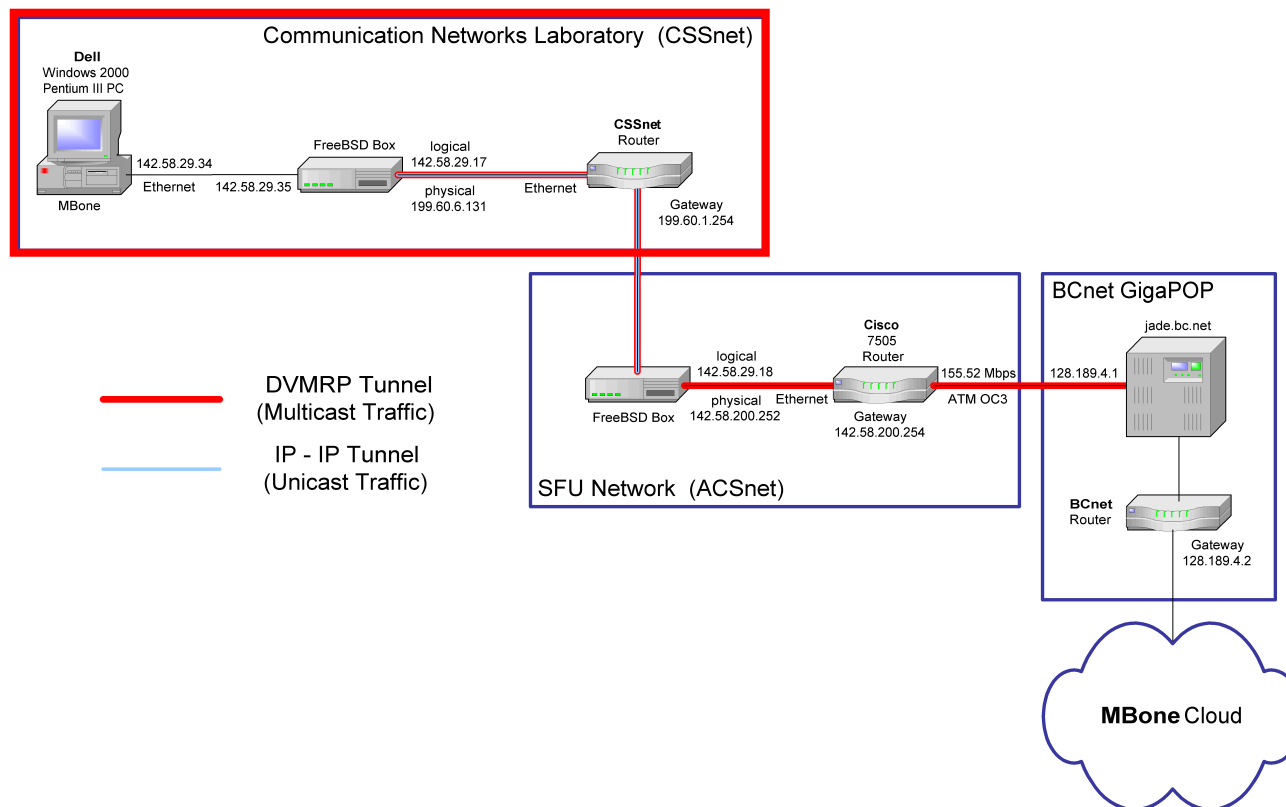 Communication Networks Laboratory (CSSnet)
Dell
Windows 2000
Pentium III PC
142.58.29.34
Ethernet
MBone
142.58.29.35
FreeBSD Box
logical
142.58.29.17
physical
199.60.6.131
Ethernet
CSSnet
Router
Gateway
199.60.1.254
DVMRP Tunnel
(Multicast Traffic)
IP - IP Tunnel
(Unicast Traffic)
FreeBSD Box
logical
142.58.29.18
physical
142.58.200.252
Ethernet
Cisco
7505
Router
Gateway
142.58.200.254
155.52 Mbps
ATM OC3
SFU Network (ACSnet)
BCnet GigaPOP
jade.bc.net
128.189.4.1
BCnet
Router
Gateway
128.189.4.2
MBone Cloud